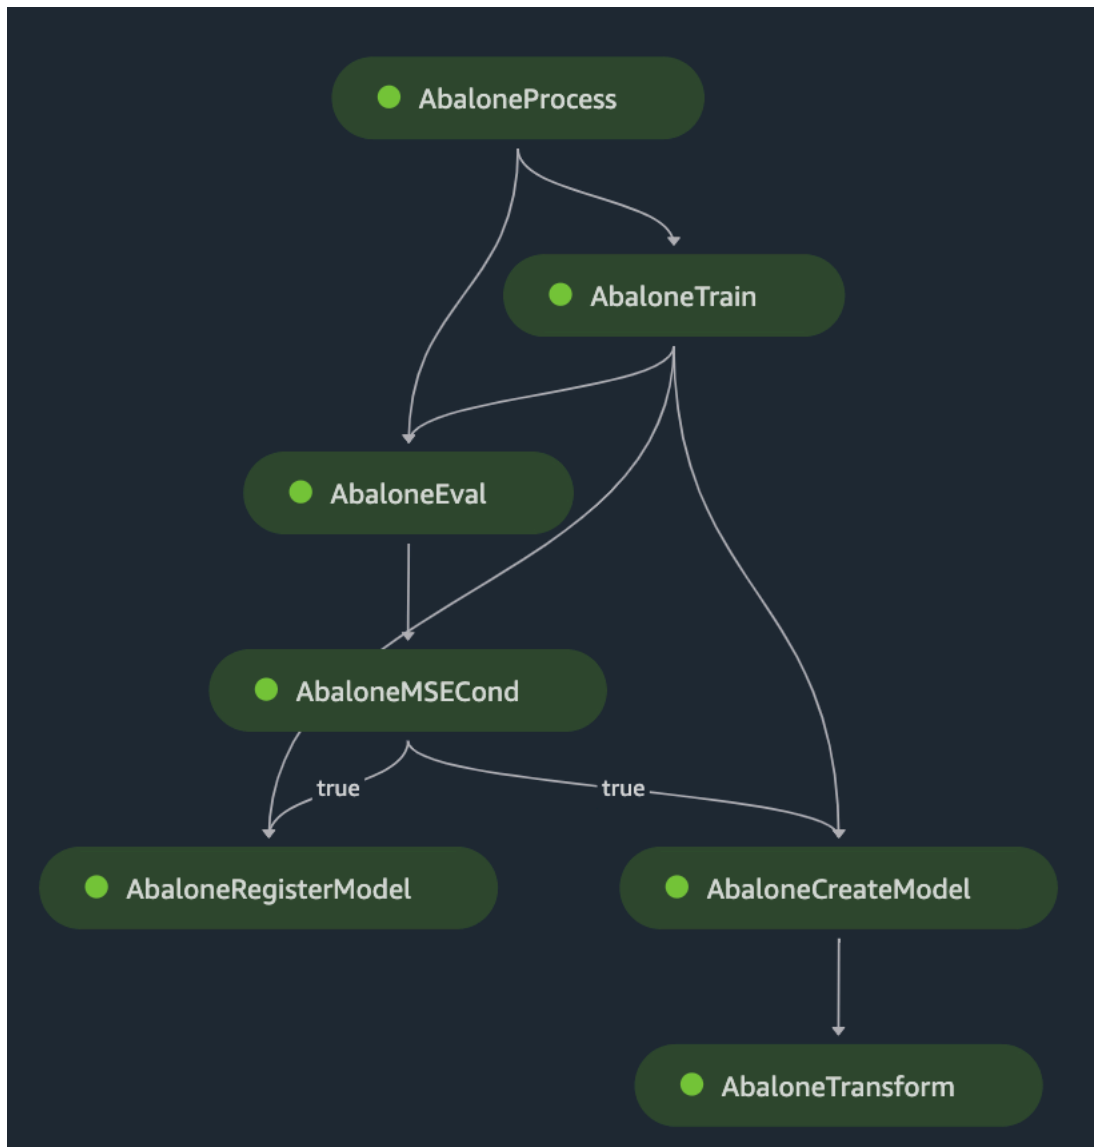 AbaloneProcess
AbaloneTrain
AbaloneEval
AbaloneMSECond
true
true
AbaloneRegisterModel
AbaloneCreateModel
AbaloneTransform